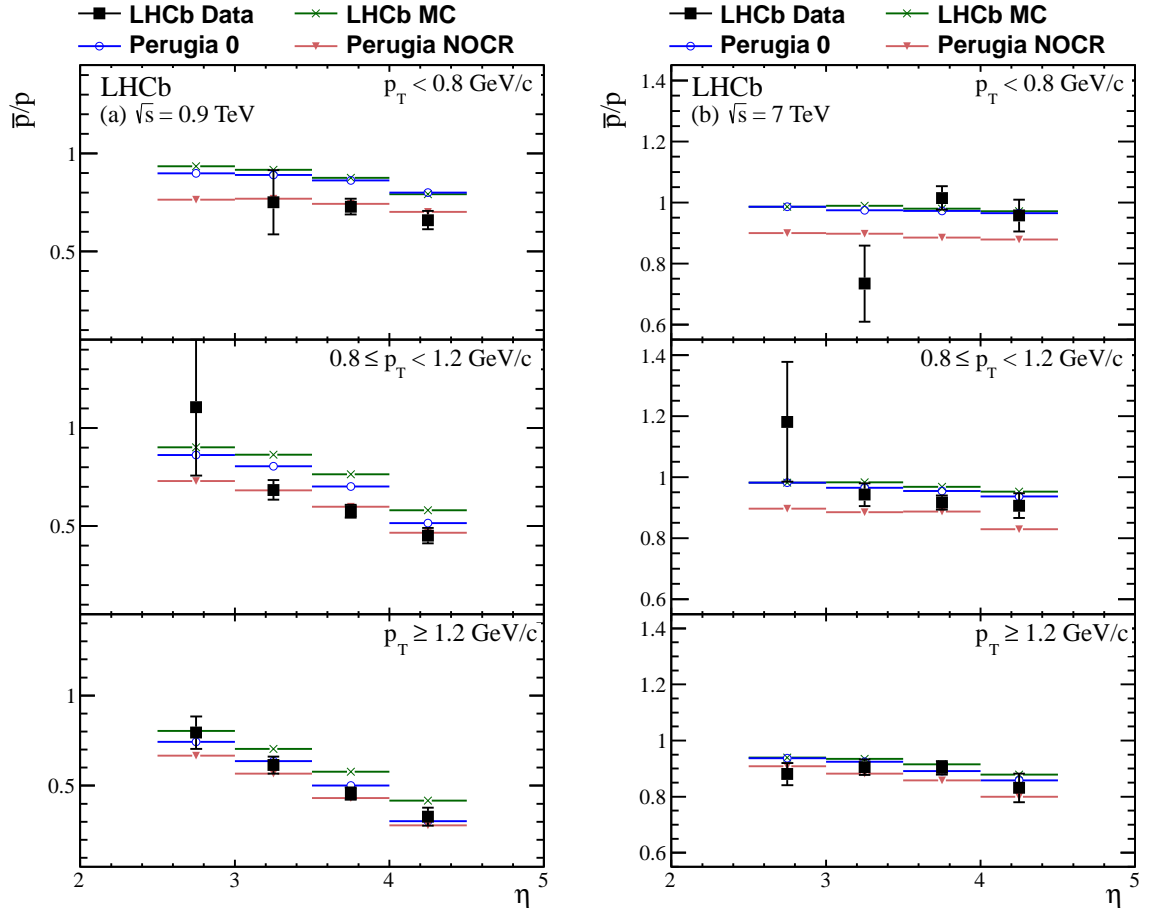 LHCb Data
LHCb MC
Perugia 0
Perugia NOCR
p̅/p
LHCb
(a) √s = 0.9 TeV
p_T < 0.8 GeV/c
1
0.5
0.8 ≤ p_T < 1.2 GeV/c
1
0.5
p_T ≥ 1.2 GeV/c
1
0.5
2 3 4 5
η
LHCb Data
LHCb MC
Perugia 0
Perugia NOCR
p̅/p
LHCb
(b) √s = 7 TeV
p_T < 0.8 GeV/c
1.4
1.2
1
0.8
0.6
0.8 ≤ p_T < 1.2 GeV/c
1.4
1.2
1
0.8
0.6
p_T ≥ 1.2 GeV/c
1.4
1.2
1
0.8
0.6
2 3 4 5
η